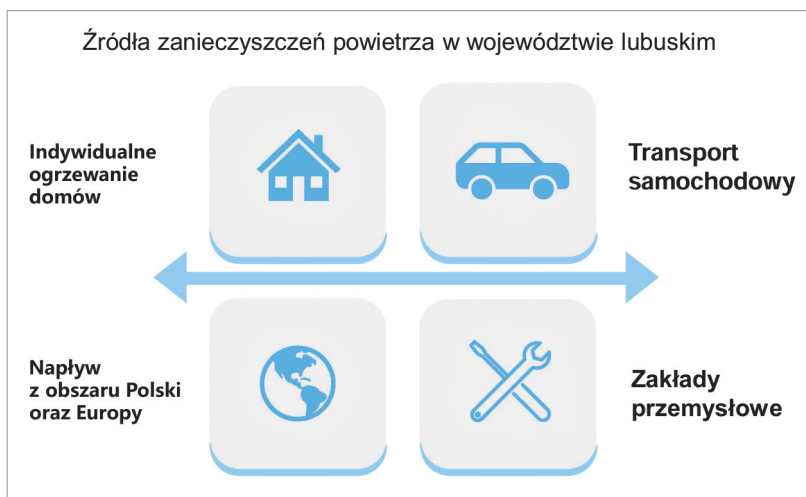 Źródła zanieczyszczeń powietrza w województwie lubuskim
Indywidualne
ogrzewanie
domów
Transport
samochodowy
Napływ
z obszaru Polski
oraz Europy
Zakłady
przemysłowe